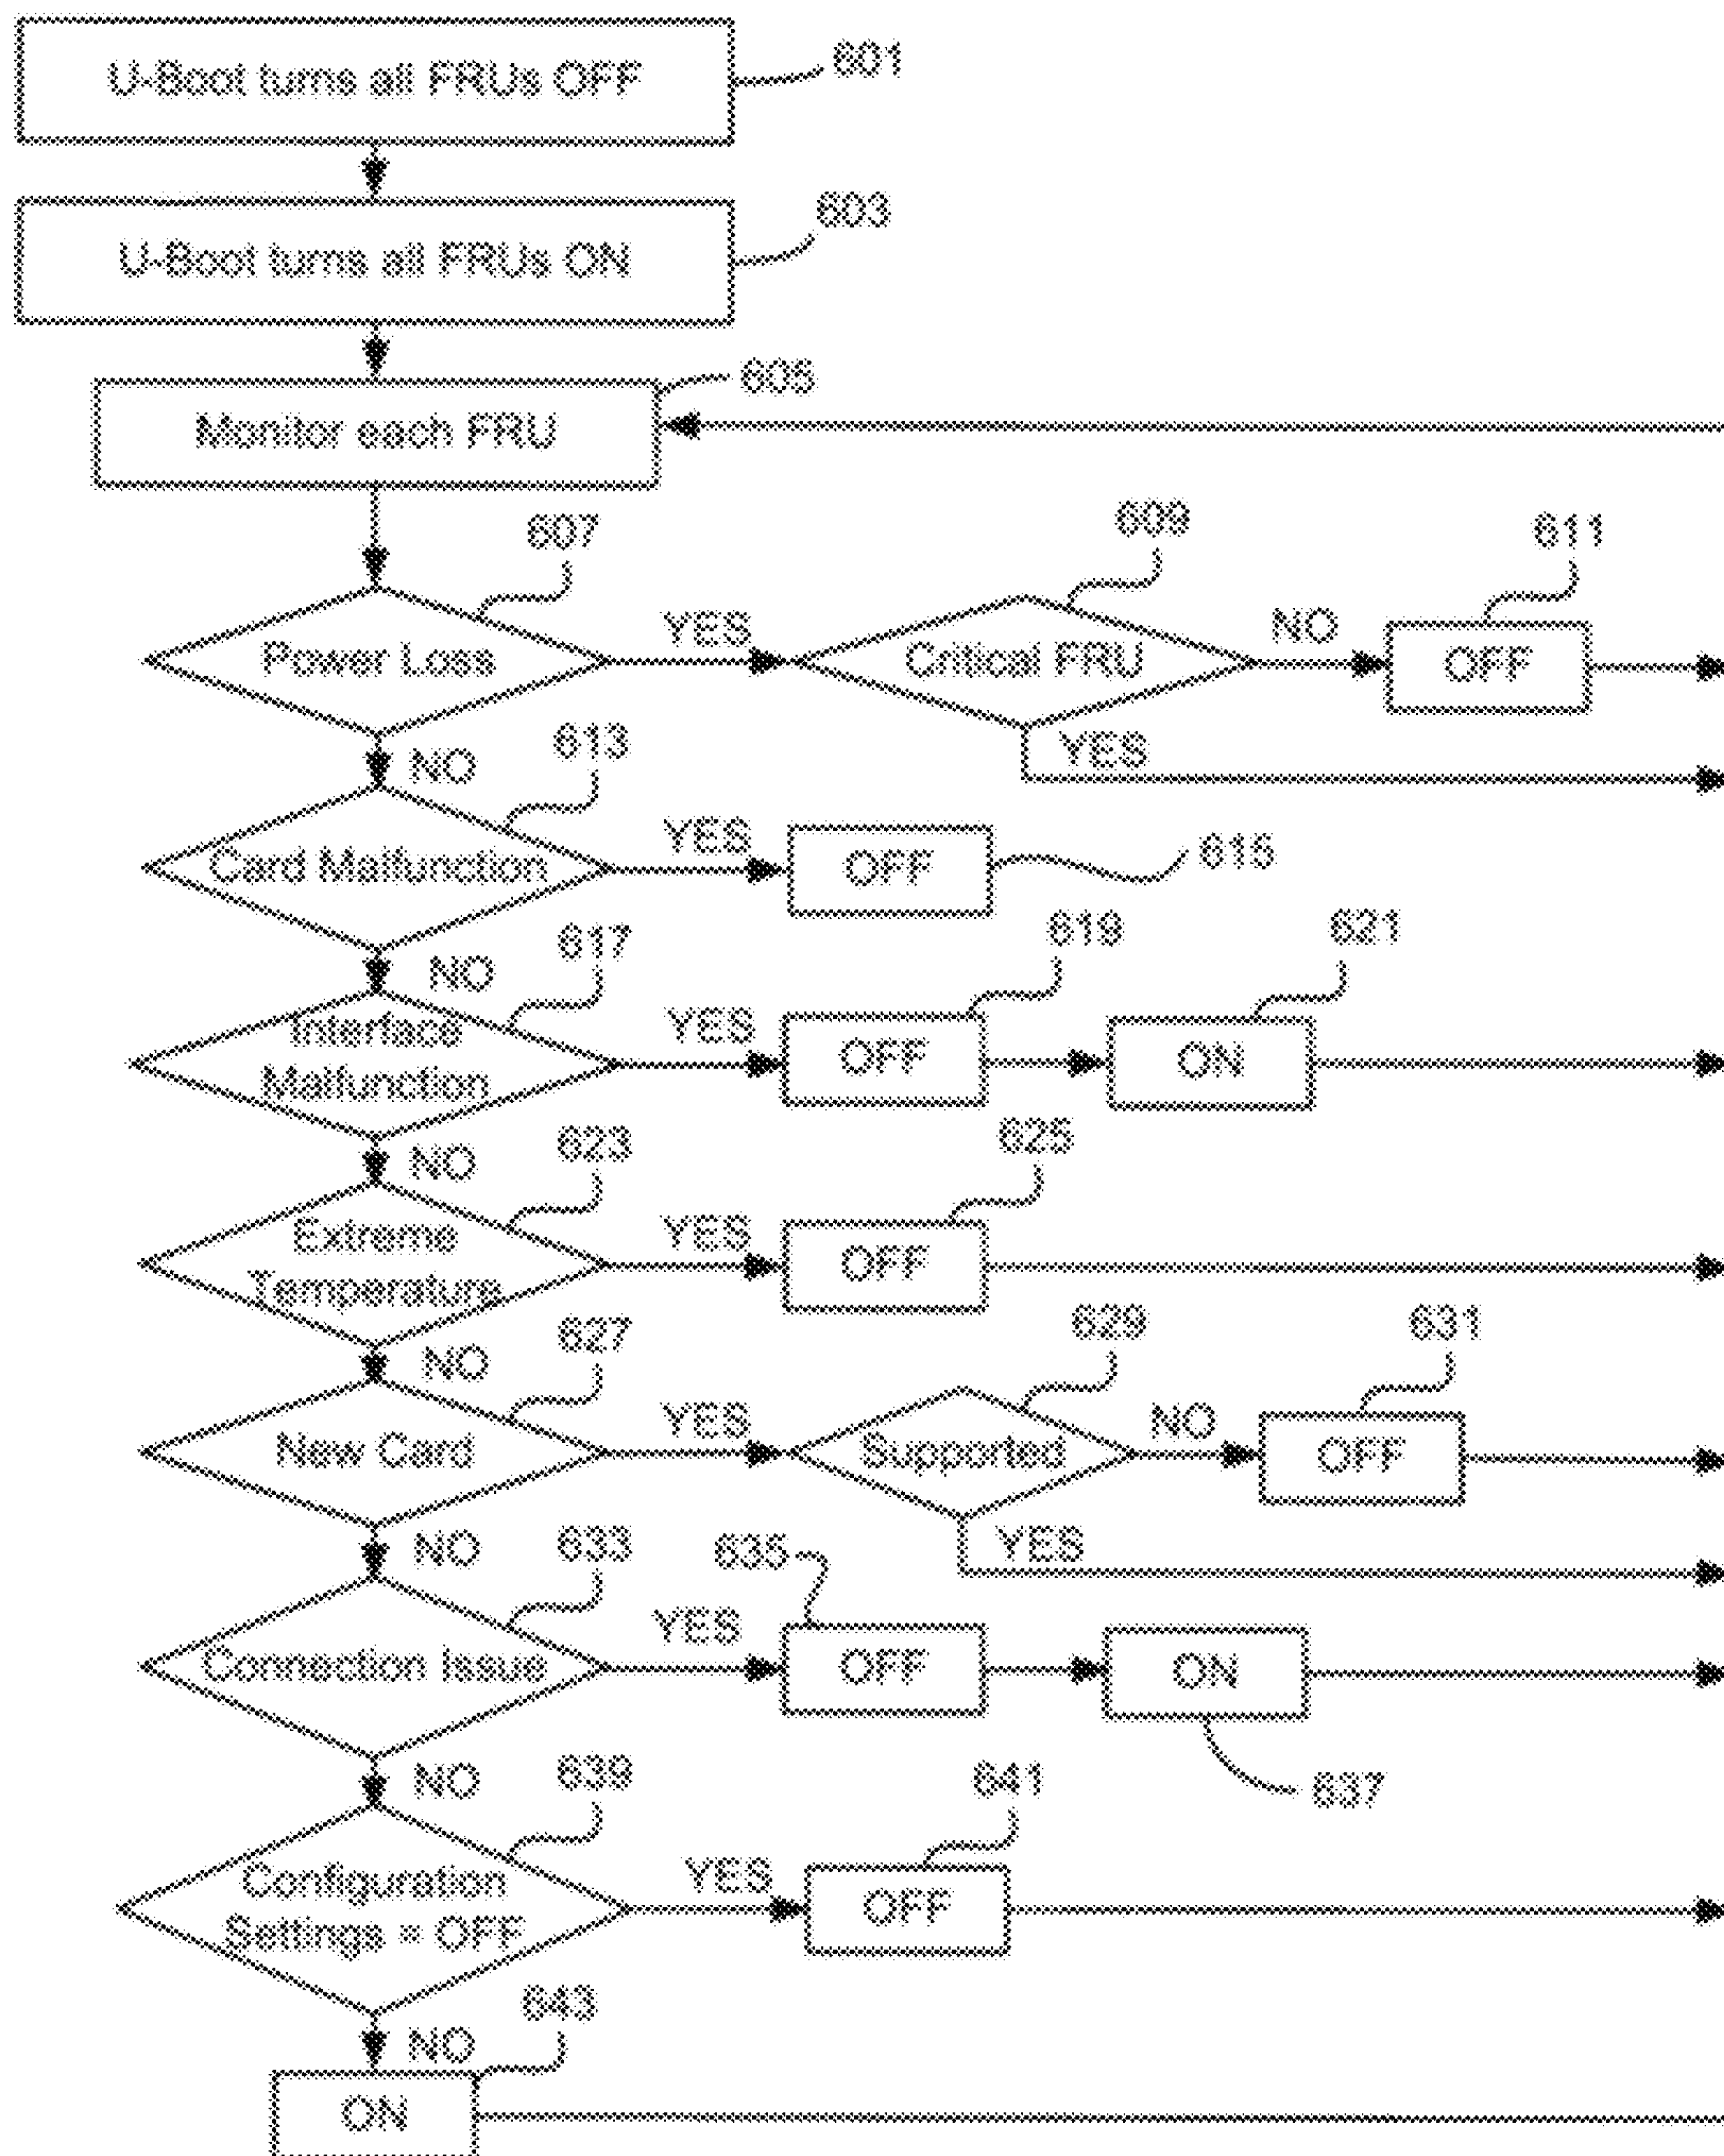 U-Boot turns all FRUs OFF
601
U-Boot turns all FRUs ON
603
Monitor each FRU
605
607
609
611
Power Loss
YES
Critical FRU
NO
OFF
YES
NO
613
Card Malfunction
YES
OFF
615
NO
617
619
621
Interface
Malfunction
YES
OFF
ON
NO
623
625
Extreme
Temperature
YES
OFF
NO
627
629
631
New Card
YES
Supported
NO
OFF
YES
NO
633
635
Connection Issue
YES
OFF
ON
637
NO
639
641
Configuration
Settings = OFF
YES
OFF
NO
643
ON